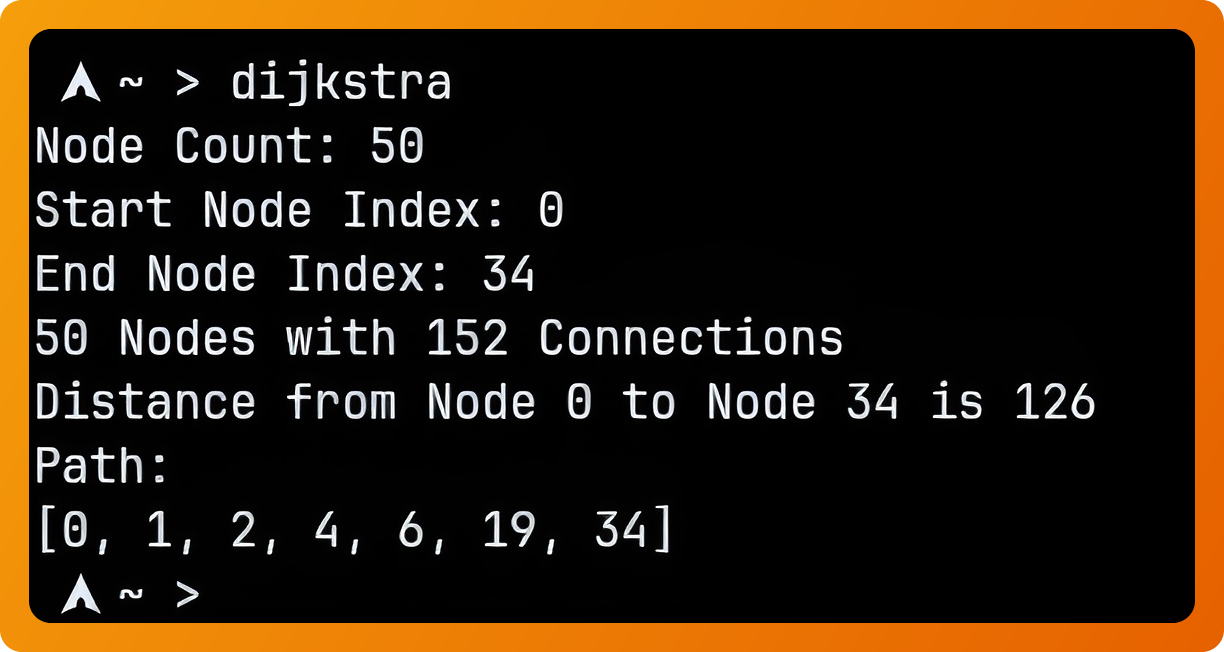 ~ > dijkstra
Node Count: 50
Start Node Index: 0
End Node Index: 34
50 Nodes with 152 Connections
Distance from Node 0 to Node 34 is 126
Path:
[0, 1, 2, 4, 6, 19, 34]
~ >